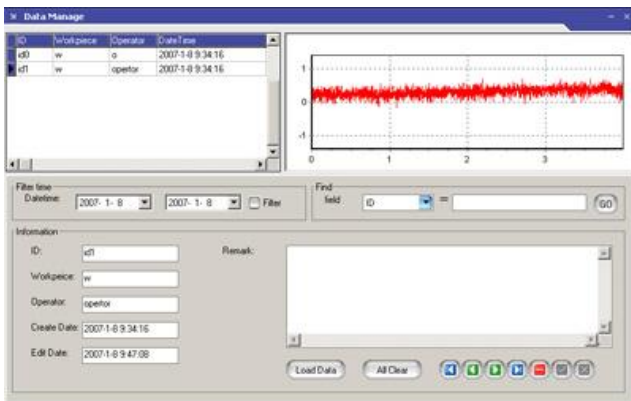 Data Manage
ID Workpiece Operator DateTime
id0 w o 2007-1-8 9:34:16
id1 w opertor 2007-1-8 9:34:16
1
0
-1
0 1 2 3
Filter time
Datetime: 2007- 1- 8 2007- 1- 8 Filter
Find
field ID = GO
Information
ID: id1
Remark:
Workpeice: w
Operator: opertor
Create Date: 2007-1-8 9:34:16
Edit Date: 2007-1-8 9:47:08
Load Data All Clear